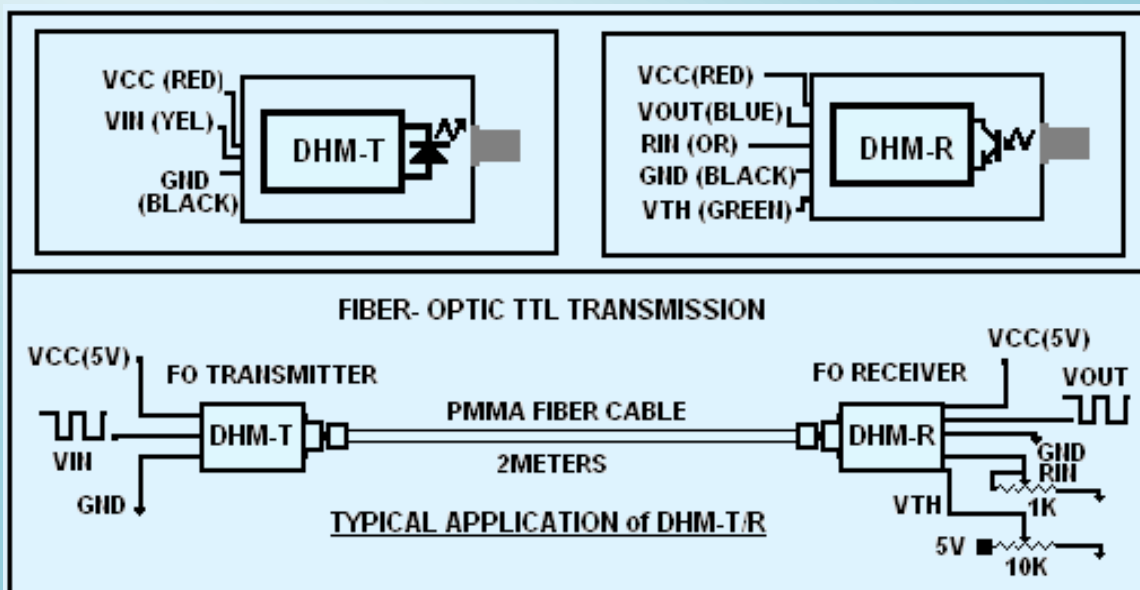 VCC (RED)
VIN (YEL)
GND
(BLACK)
DHM-T
VCC(RED)
VOUT(BLUE)
RIN (OR)
GND (BLACK)
VTH (GREEN)
DHM-R
FIBER- OPTIC TTL TRANSMISSION
VCC(5V)
FO TRANSMITTER
VIN
GND
DHM-T
PMMA FIBER CABLE
2METERS
FO RECEIVER
DHM-R
VCC(5V)
VOUT
GND
RIN
1K
VTH
5V
10K
TYPICAL APPLICATION of DHM-T/R